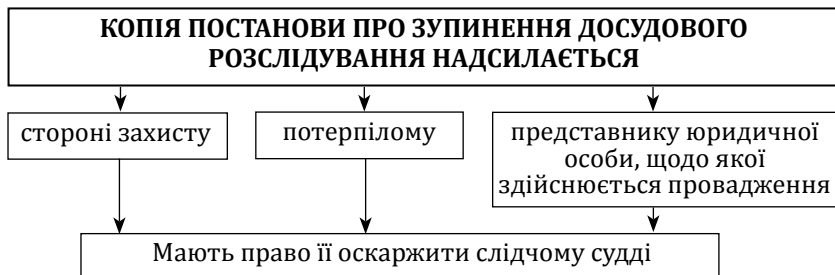 КОПІЯ ПОСТАНОВИ ПРО ЗУПИНЕННЯ ДОСУДОВОГО
РОЗСЛІДУВАННЯ НАДСИЛАЄТЬСЯ
стороні захисту
потерпілому
представнику юридичної
особи, щодо якої
здійснюється провадження
Мають право її оскаржити слідчому судді